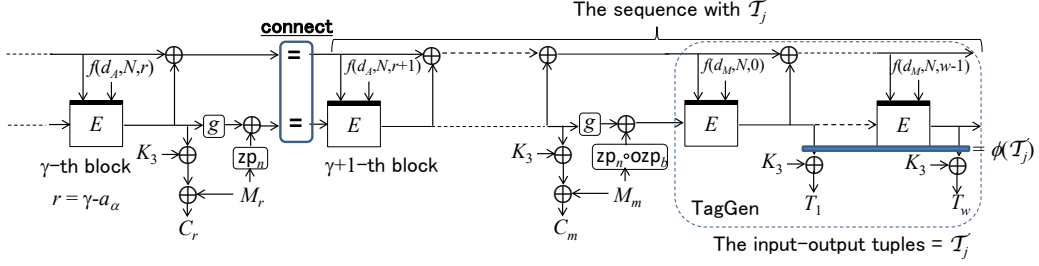 The sequence with 𝒯j
connect
=
f(dA,N,r)
f(dA,N,r+1)
f(dM,N,0)
f(dM,N,w-1)
E
g
=
E
g
E
E
γ-th block
K3
zpn
γ+1-th block
K3
zpn∘ozpb
K3
K3
= ϕ(𝒯j)
r = γ-aα
Mr
Mm
TagGen
T1
Tw
Cr
Cm
The input-output tuples = 𝒯j